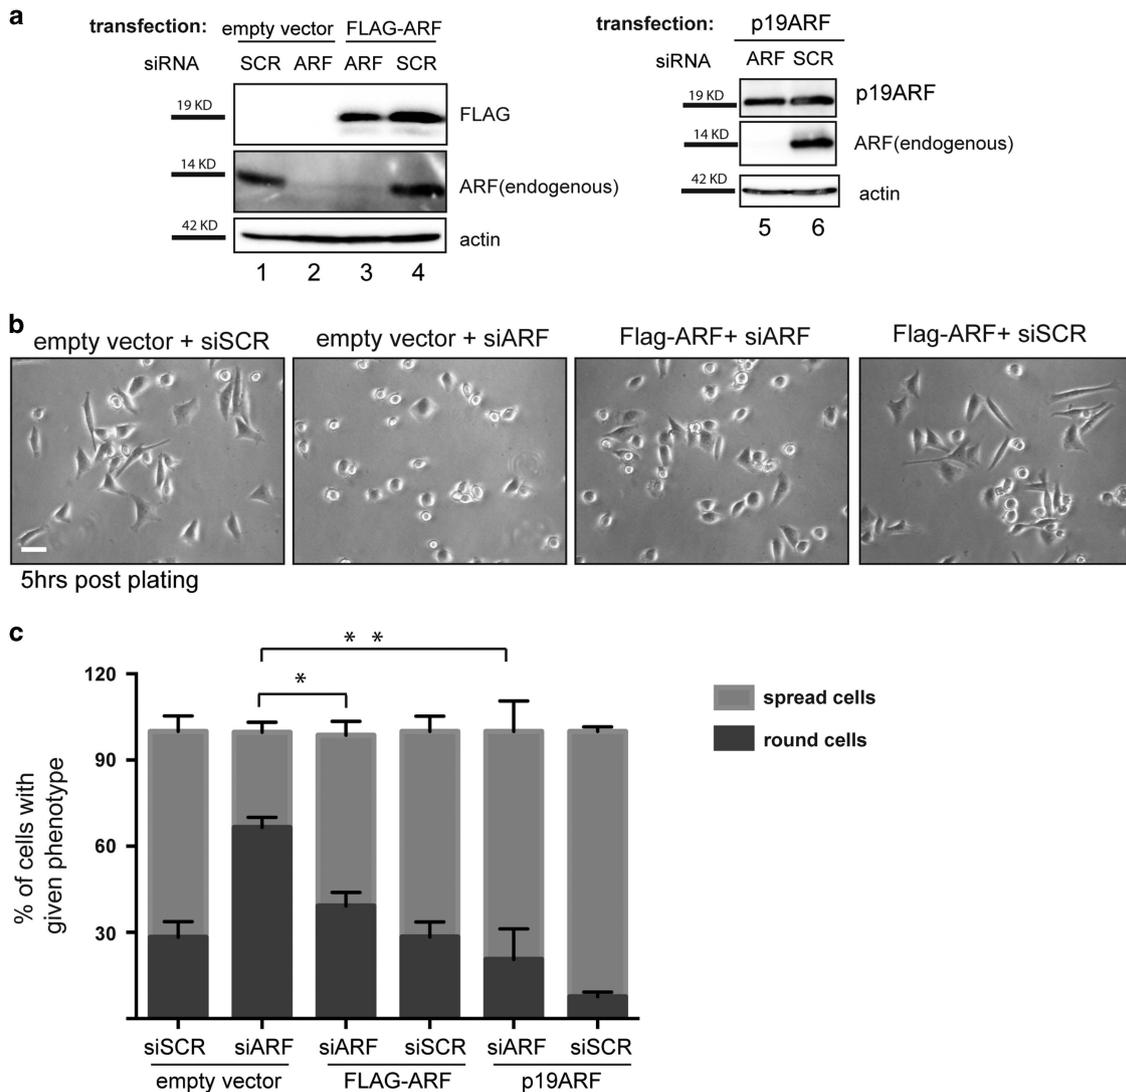 a
transfection: empty vector FLAG-ARF
siRNA SCR ARF ARF SCR
19 KD FLAG
14 KD ARF(endogenous)
42 KD actin
1 2 3 4
transfection: p19ARF
siRNA ARF SCR
19 KD p19ARF
14 KD ARF(endogenous)
42 KD actin
5 6
b
empty vector + siSCR
empty vector + siARF
Flag-ARF+ siARF
Flag-ARF+ siSCR
5hrs post plating
c
* *
*
% of cells with
given phenotype
120
90
60
30
spread cells
round cells
siSCR siARF siARF siSCR siARF siSCR
empty vector FLAG-ARF p19ARF